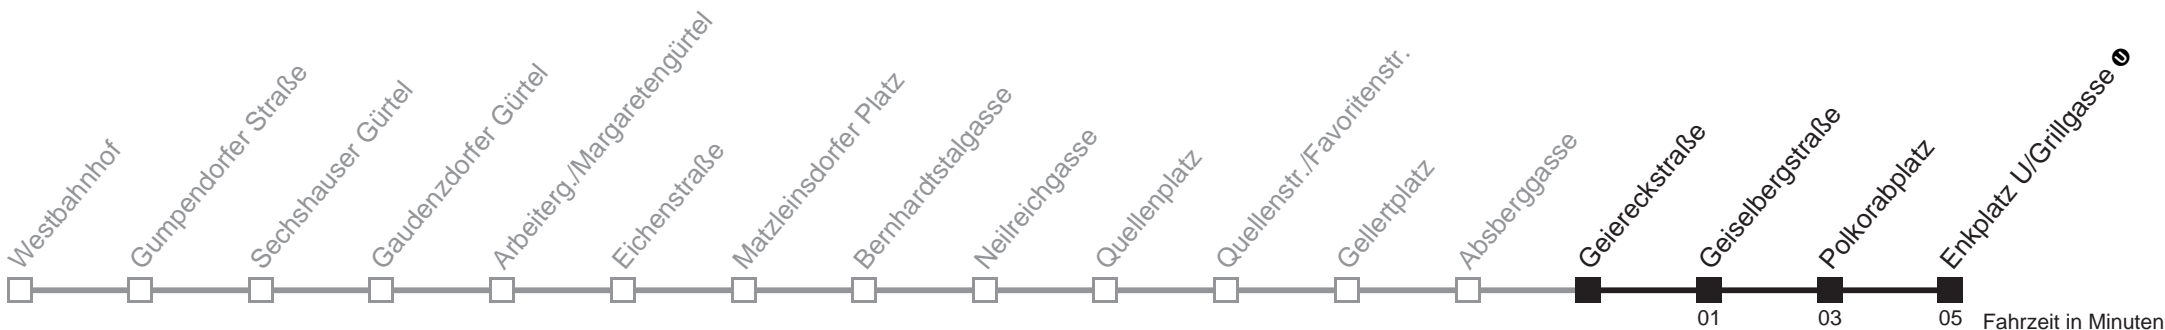 Westbahnhof
Gumpendorfer Straße
Sechshauser Gürtel
Gaudenzdorfer Gürtel
Arbeiterg./Margaretengürtel
Eichenstraße
Matzleinsdorfer Platz
Bernhardtstalgasse
Neilreichgasse
Quellenplatz
Quellenstr./Favoritenstr.
Gellertplatz
Absberggasse
Geiereckstraße
Geiselbergstraße
Polkorabplatz
Enkplatz U/Grillgasse U
01 03 05 Fahrzeit in Minuten